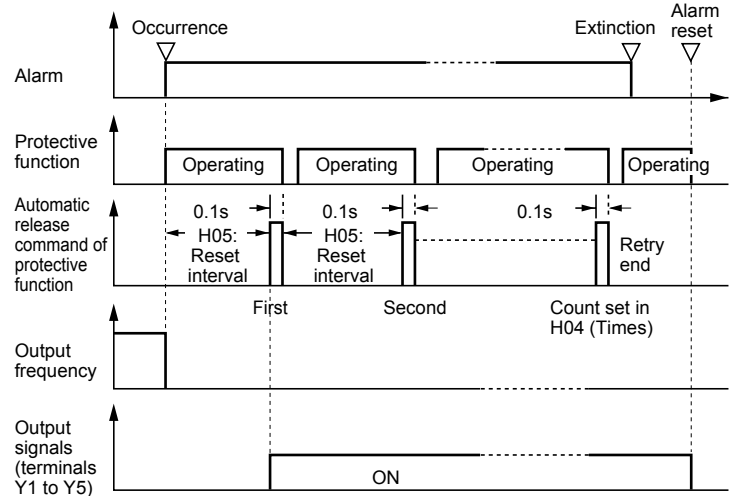 Occurrence
Extinction
Alarm
reset
Alarm
Protective
function
Operating
Operating
Operating
Operating
Automatic
release
command of
protective
function
0.1s
0.1s
0.1s
H05:
Reset
interval
H05:
Reset
interval
Retry
end
First
Second
Count set in
H04 (Times)
Output
frequency
Output
signals
(terminals
Y1 to Y5)
ON